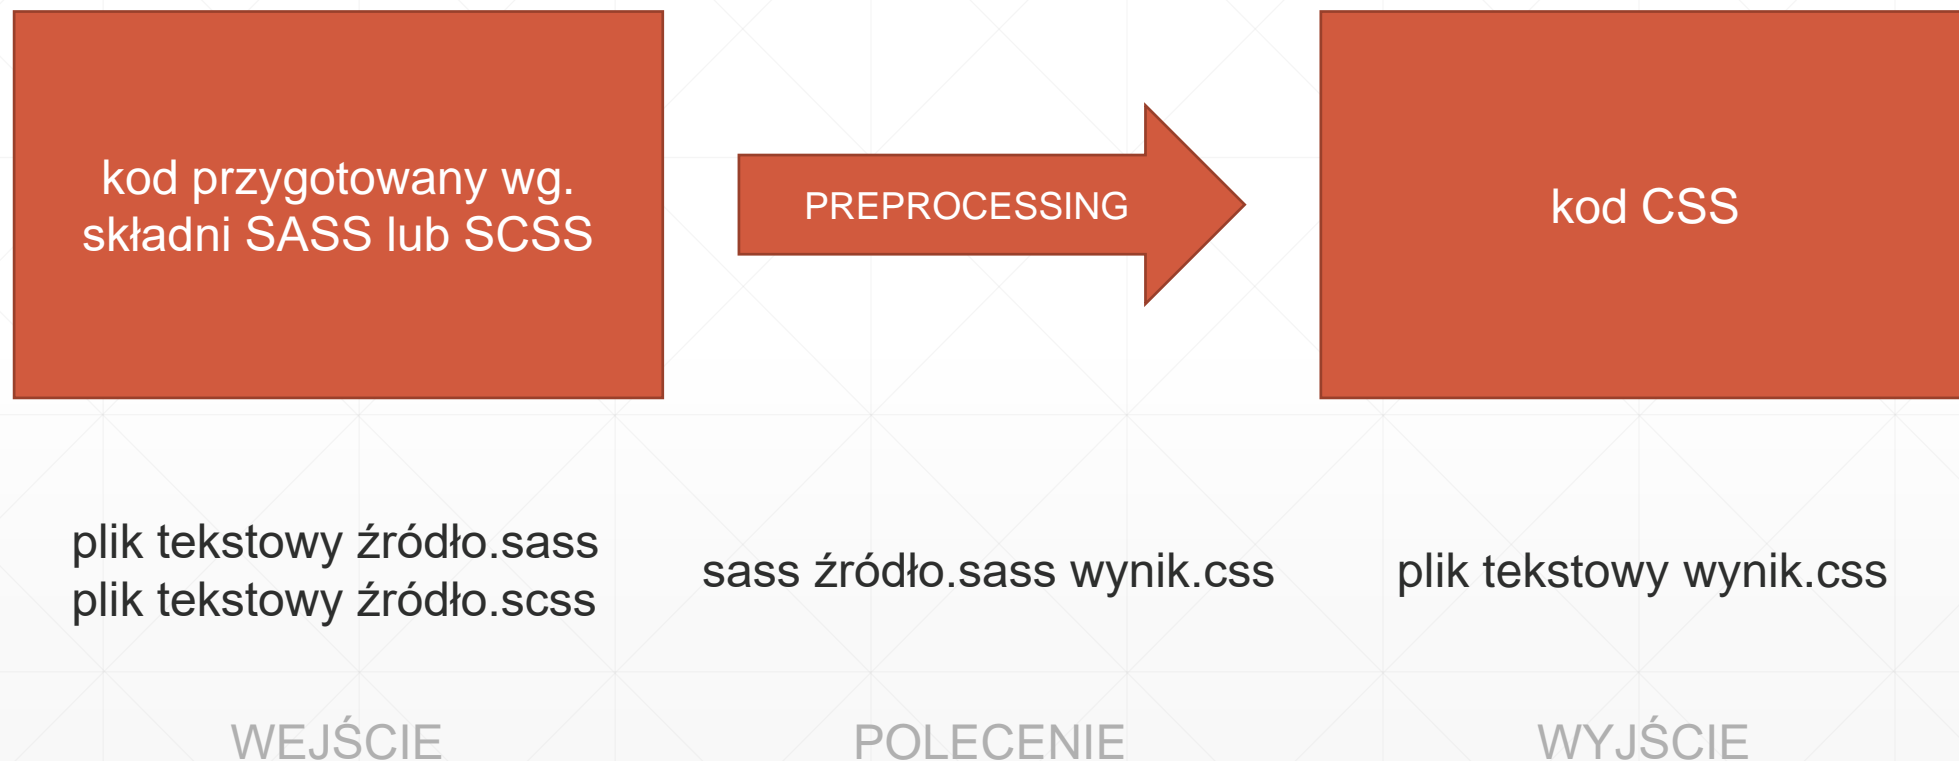 kod przygotowany wg.
składni SASS lub SCSS
PREPROCESSING
kod CSS
plik tekstowy źródło.sass
plik tekstowy źródło.scss
sass źródło.sass wynik.css
plik tekstowy wynik.css
WEJŚCIE
POLECENIE
WYJŚCIE